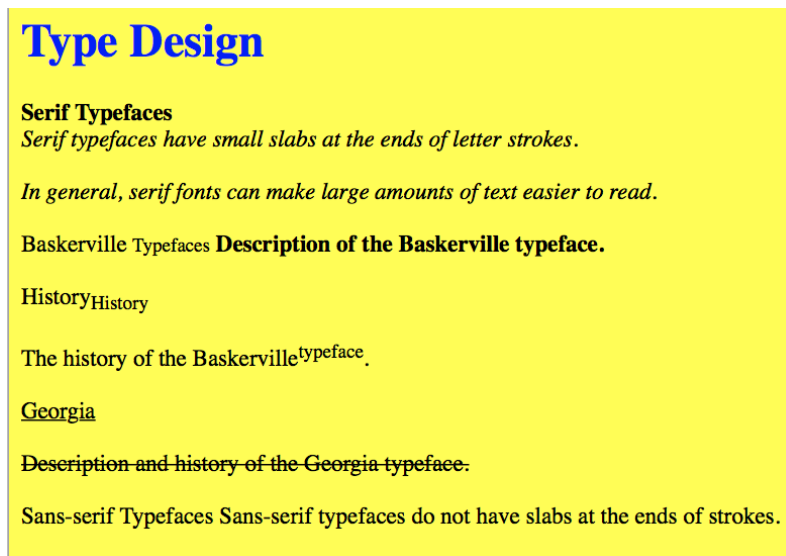 Type Design
Serif Typefaces
Serif typefaces have small slabs at the ends of letter strokes.
In general, serif fonts can make large amounts of text easier to read.
Baskerville Typefaces Description of the Baskerville typeface.
HistoryHistory
The history of the Baskervilletypeface.
Georgia
Description and history of the Georgia typeface.
Sans-serif Typefaces Sans-serif typefaces do not have slabs at the ends of strokes.